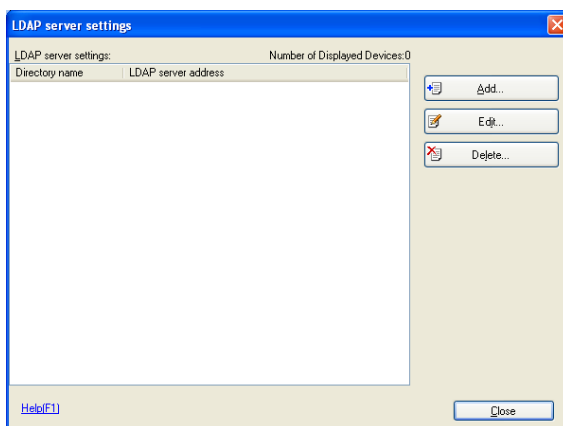 LDAP server settings
LDAP server settings: Number of Displayed Devices:0
Directory name LDAP server address
Add...
Edit...
Delete...
Help(F1)
Close